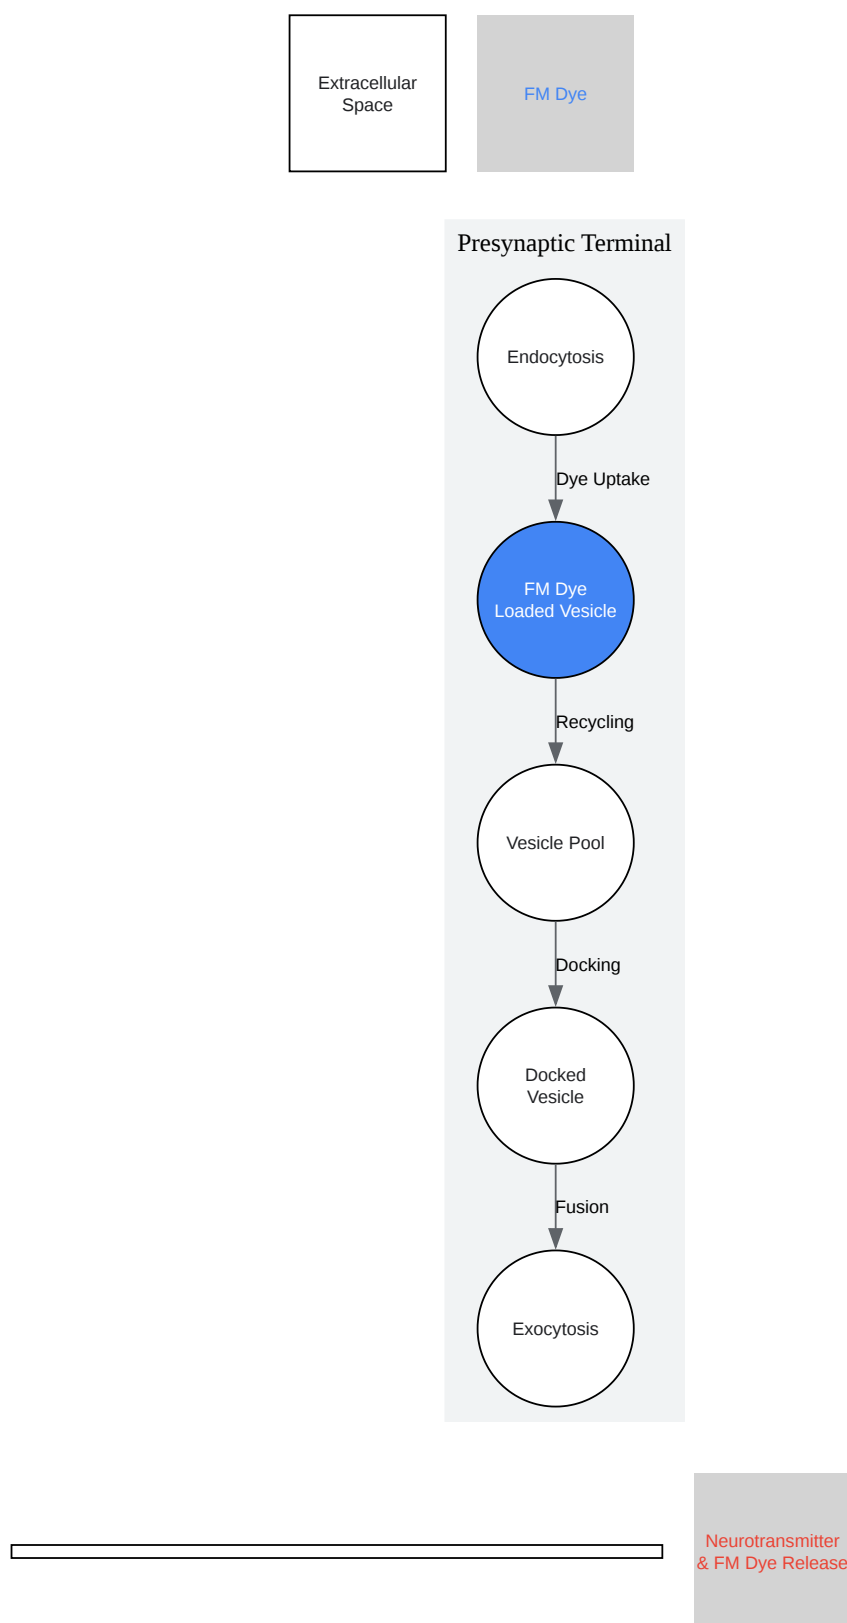 Extracellular
Space
FM Dye
Presynaptic Terminal
Endocytosis
Dye Uptake
FM Dye
Loaded Vesicle
Recycling
Vesicle Pool
Docking
Docked
Vesicle
Fusion
Exocytosis
Neurotransmitter
& FM Dye Release